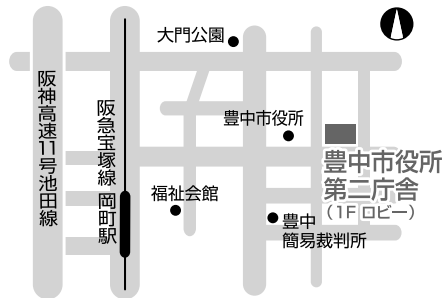 大門公園
阪神高速11号池田線
阪急宝塚線
岡町駅
豊中市役所
豊中市役所
第二庁舎
（1F ロビー）
福祉会館
豊中
簡易裁判所